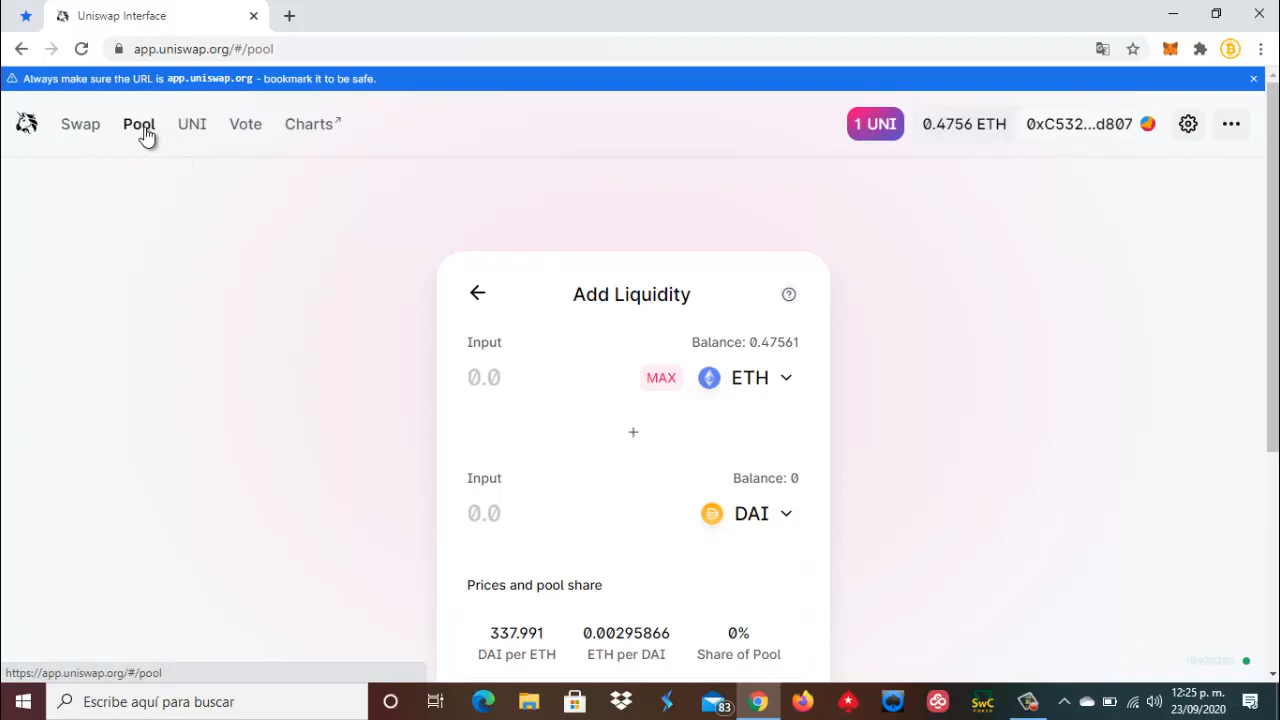 Uniswap Interface
app.uniswap.org/#/pool
Always make sure the URL is app.uniswap.org - bookmark it to be safe.
Swap Pool UNI Vote Charts↗ 1 UNI 0.4756 ETH 0xC532...d807
Add Liquidity
Input Balance: 0.47561
0.0 MAX ETH
+
Input Balance: 0
0.0 DAI
Prices and pool share
337.991 0.00295866 0%
DAI per ETH ETH per DAI Share of Pool
https://app.uniswap.org/#/pool
Escribe aquí para buscar
83
SWC
12:25 p. m.
23/09/2020